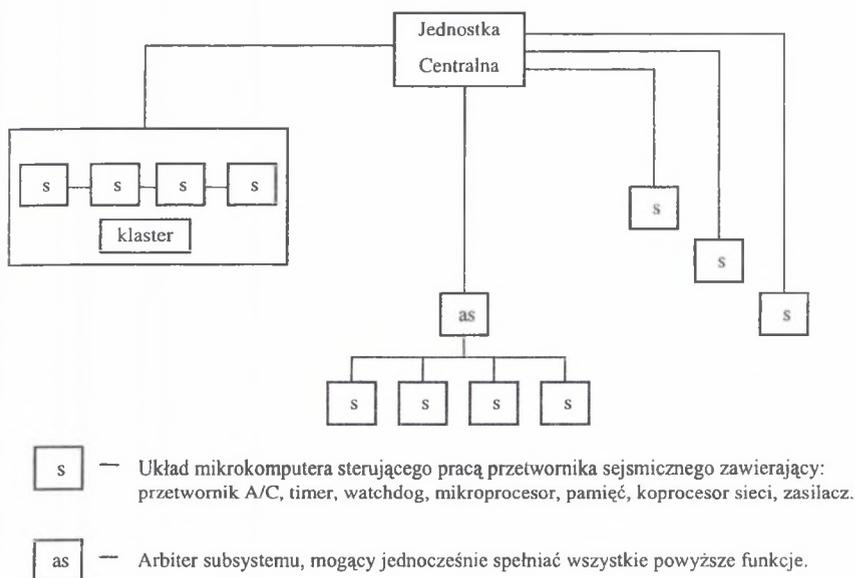 Jednostka
Centralna
s s s s
klaster
s
s
s
as
s s s s
s — Układ mikrokomputera sterującego pracą przetwornika sejsmicznego zawierający:
przetwornik A/C, timer, watchdog, mikroprocesor, pamięć, koprocesor sieci, zasilacz.
as — Arbiter subsystemu, mogący jednocześnie spełniać wszystkie powyższe funkcje.